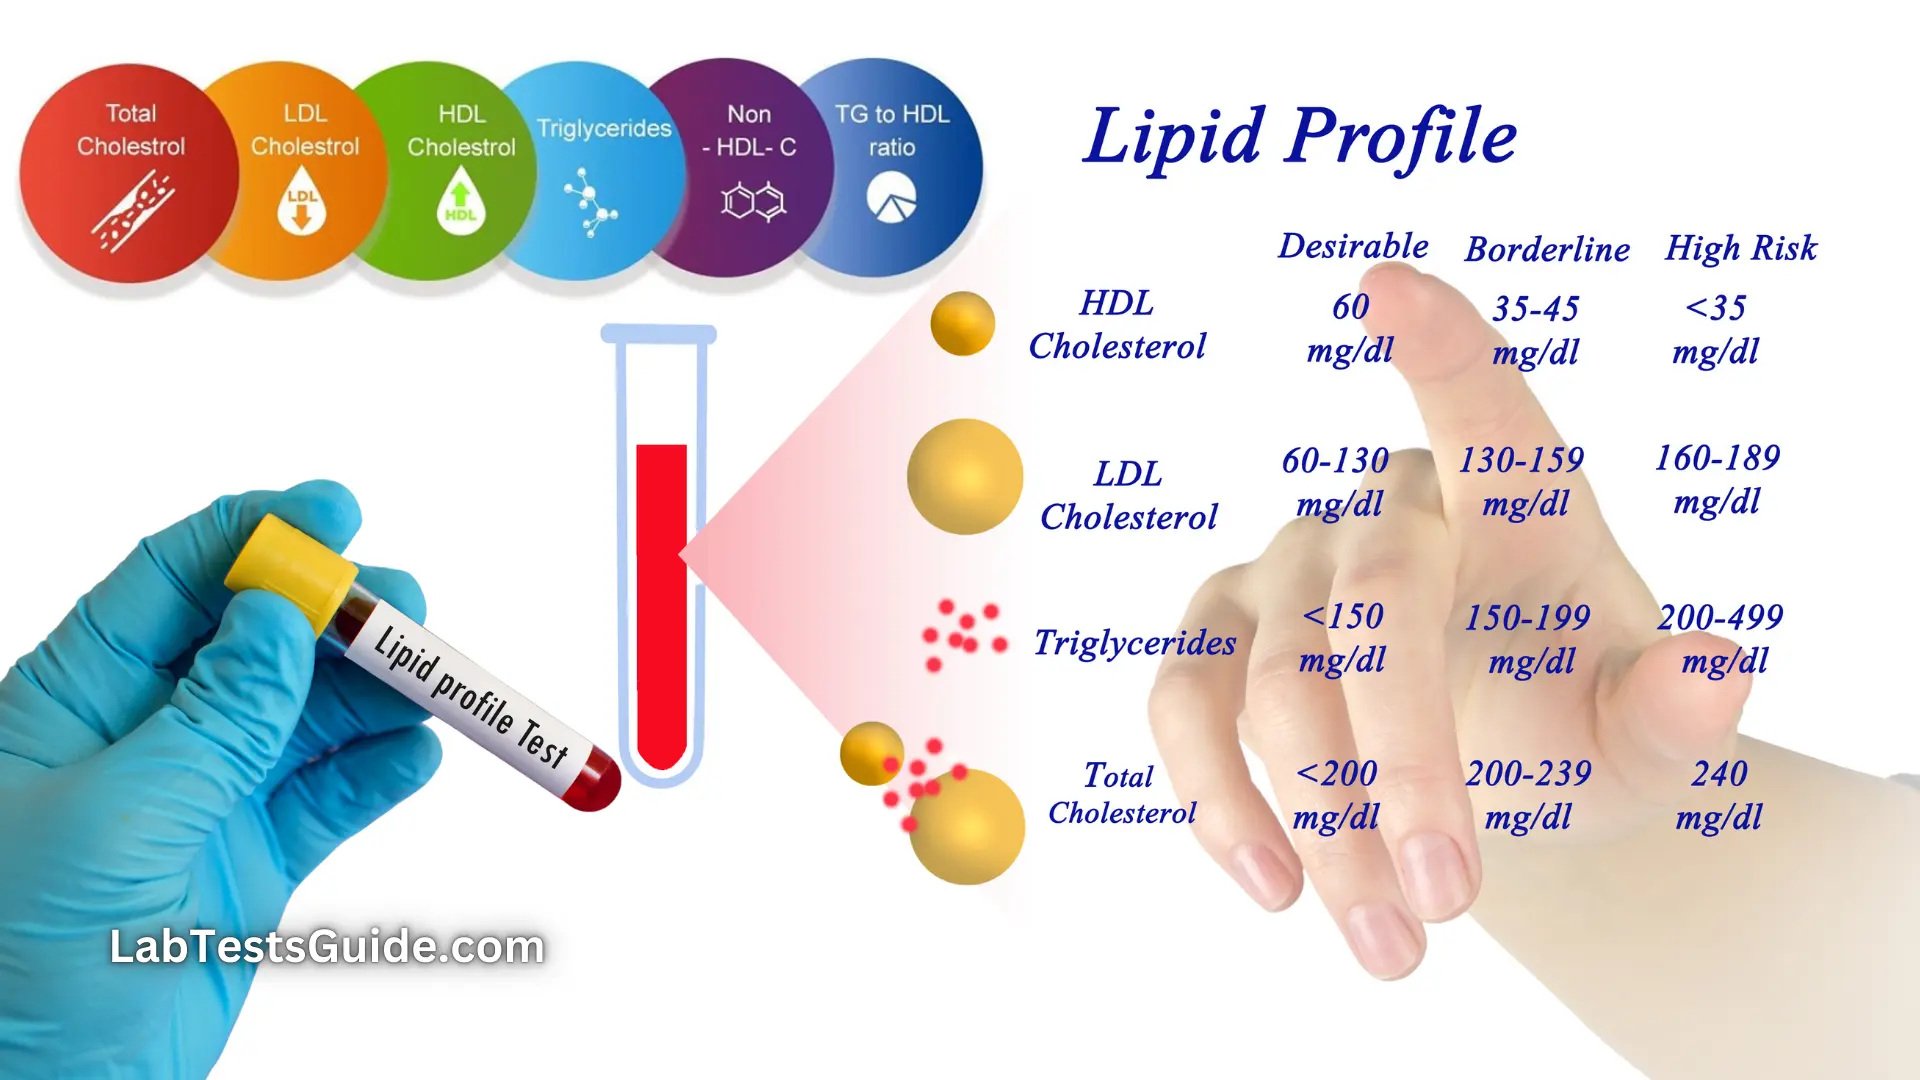 Total
Cholestrol
LDL
Cholestrol
LDL
HDL
Cholestrol
HDL
Triglycerides
Non
- HDL- C
TG to HDL
ratio
Lipid Profile
Desirable Borderline High Risk
HDL
Cholesterol
60
mg/dl
35-45
mg/dl
<35
mg/dl
LDL
Cholesterol
60-130
mg/dl
130-159
mg/dl
160-189
mg/dl
Triglycerides
<150
mg/dl
150-199
mg/dl
200-499
mg/dl
Total
Cholesterol
<200
mg/dl
200-239
mg/dl
240
mg/dl
Lipid profile Test
LabTestsGuide.com